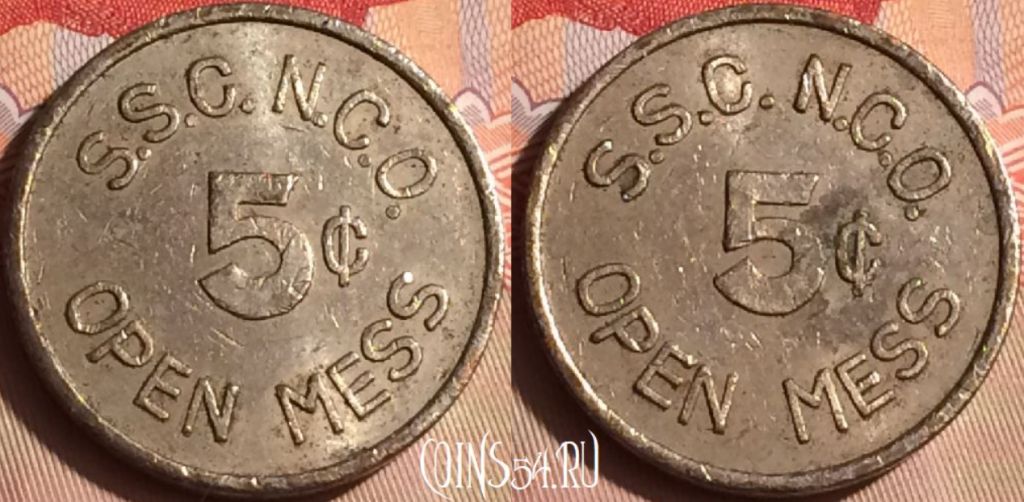 S.S.C.N.C.O.
5¢
OPEN MESS
S.S.C.N.C.O.
5¢
OPEN MESS
COINS54.RU